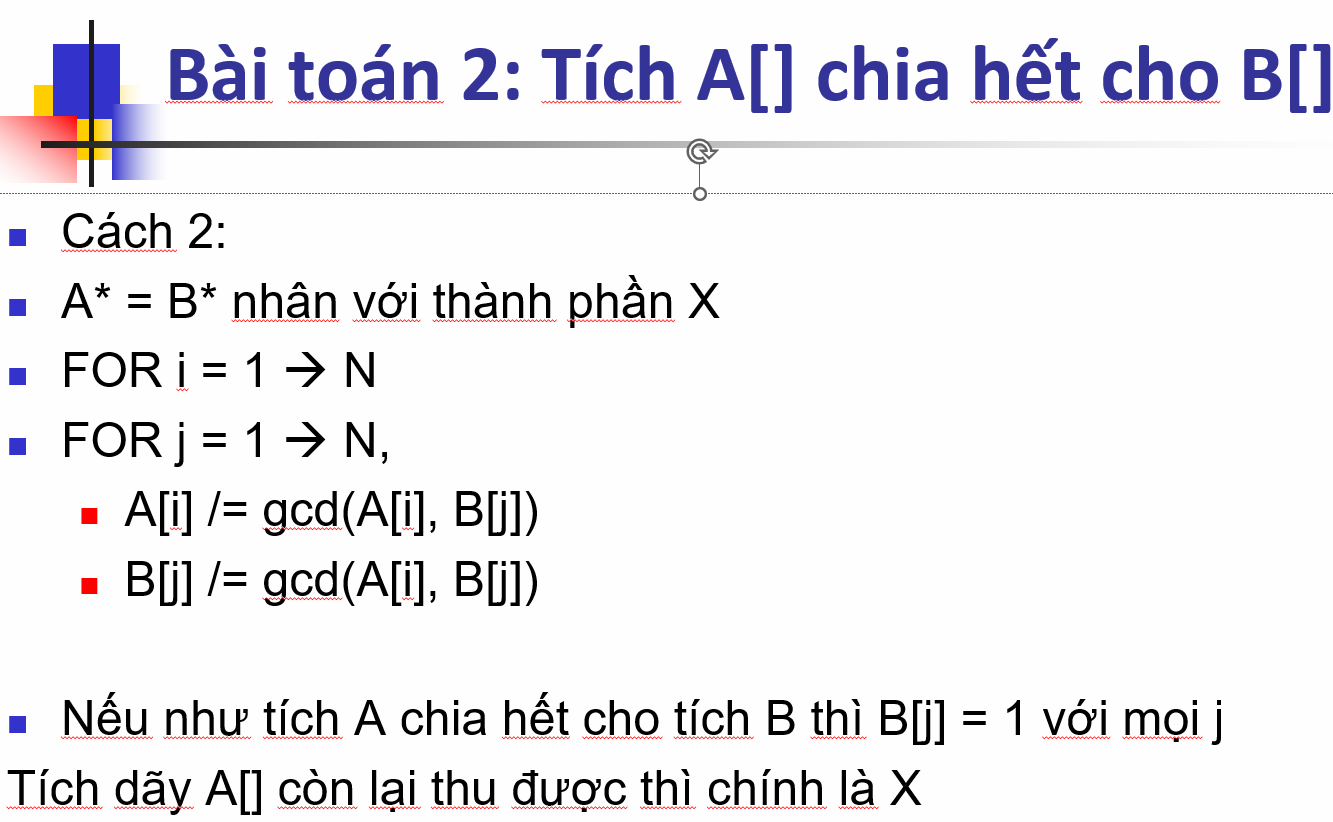 Bài toán 2: Tích A[] chia hết cho B[]
Cách 2:
A* = B* nhân với thành phần X
FOR i = 1 → N
FOR j = 1 → N,
A[i] /= gcd(A[i], B[j])
B[j] /= gcd(A[i], B[j])
Nếu như tích A chia hết cho tích B thì B[j] = 1 với mọi j
Tích dãy A[] còn lại thu được thì chính là X